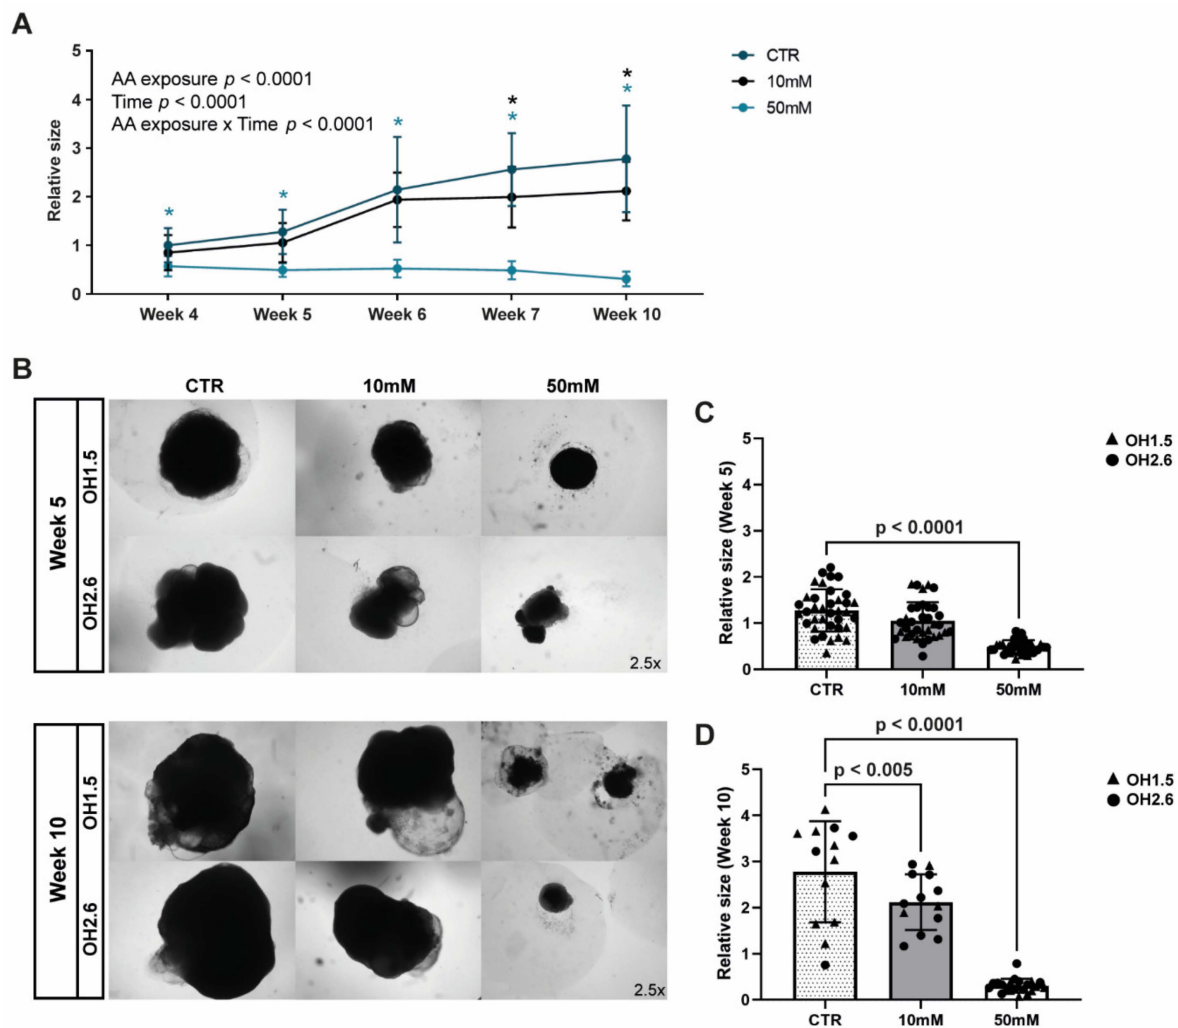 A
5
4
3
2
1
0
Relative size
AA exposure p < 0.0001
Time p < 0.0001
AA exposure x Time p < 0.0001
*
*
*
*
*
*
*
Week 4
Week 5
Week 6
Week 7
Week 10
CTR
10mM
50mM
B
CTR
10mM
50mM
Week 5
OH1.5
OH2.6
2.5x
Week 10
OH1.5
OH2.6
2.5x
C
5
4
3
2
1
0
Relative size (Week 5)
p < 0.0001
CTR
10mM
50mM
OH1.5
OH2.6
D
5
4
3
2
1
0
Relative size (Week 10)
p < 0.0001
p < 0.005
CTR
10mM
50mM
OH1.5
OH2.6